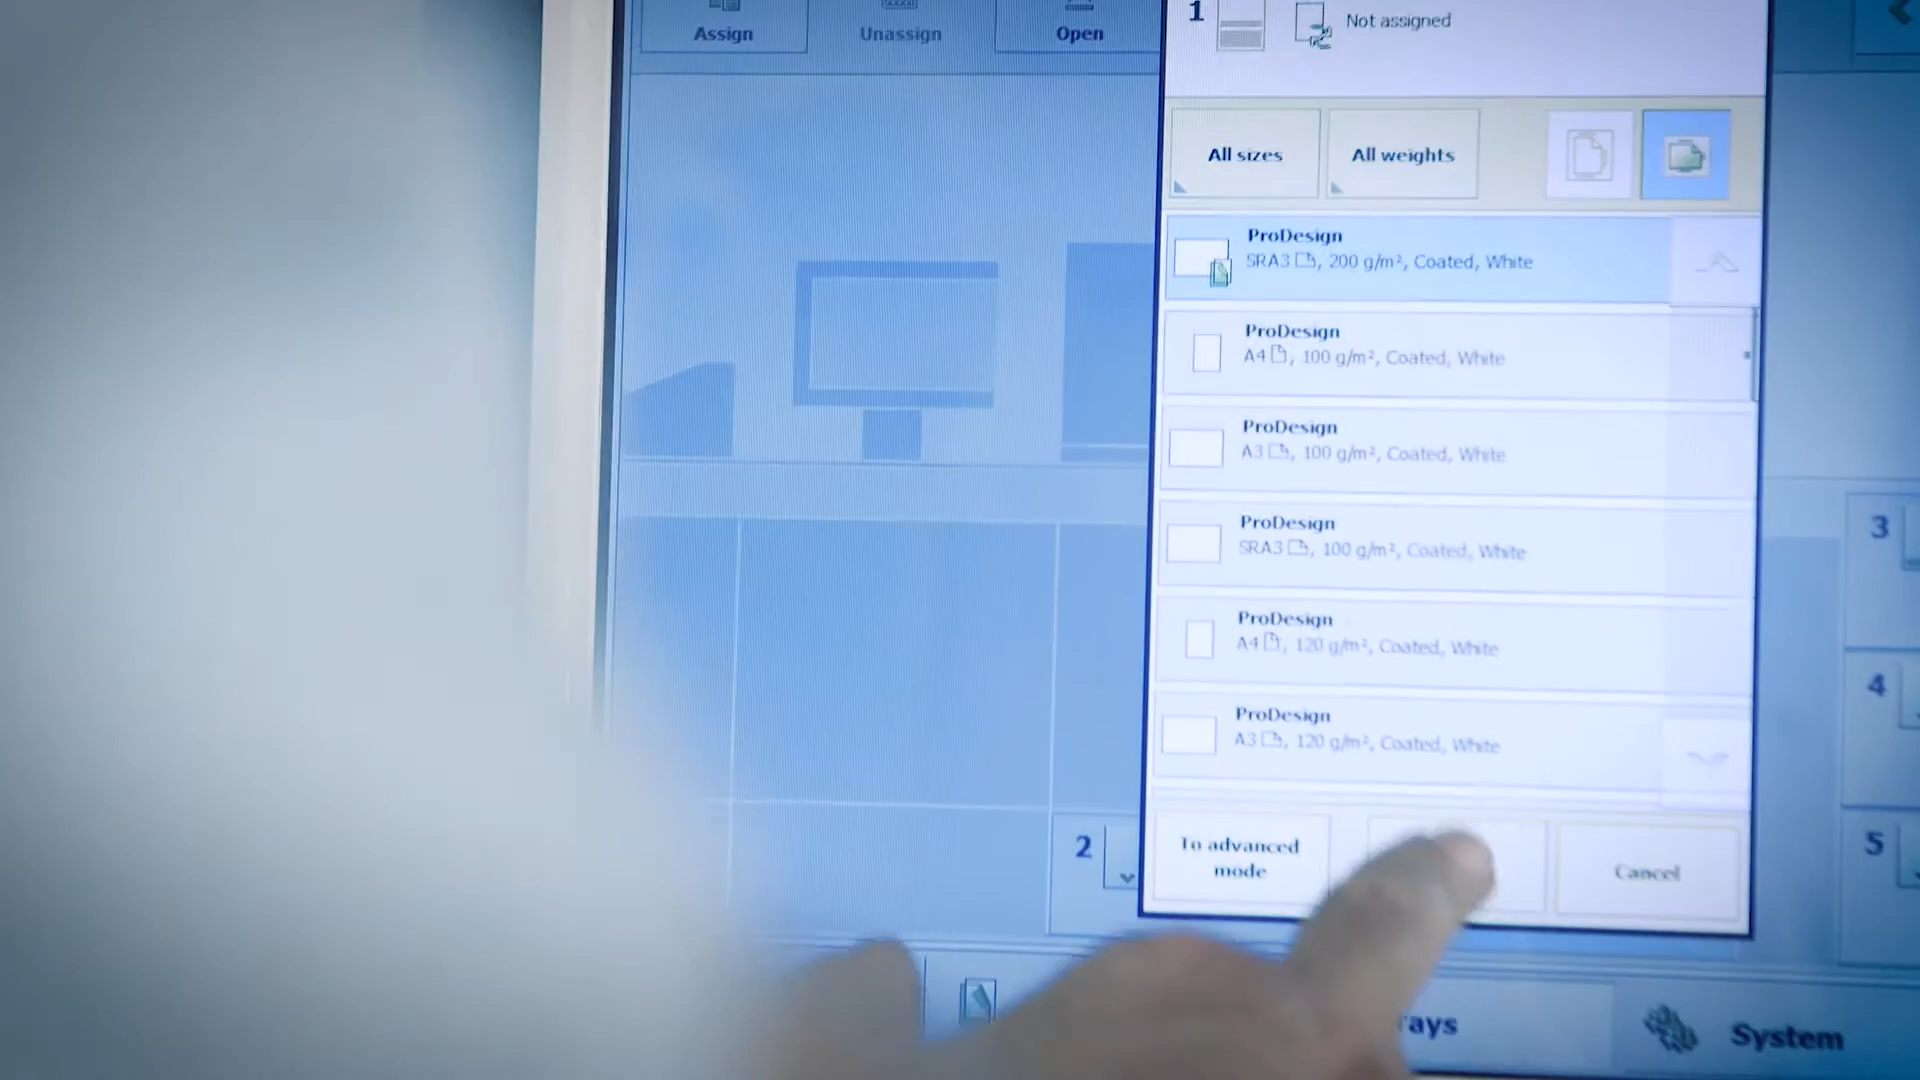 Assign
Unassign
Open
1
Not assigned
All sizes
All weights
ProDesign
SRA3, 200 g/m², Coated, White
ProDesign
A4, 100 g/m², Coated, White
ProDesign
A3, 100 g/m², Coated, White
ProDesign
SRA3, 100 g/m², Coated, White
ProDesign
A4, 120 g/m², Coated, White
ProDesign
A3, 120 g/m², Coated, White
To advanced
mode
Cancel
2
3
4
5
rays
System